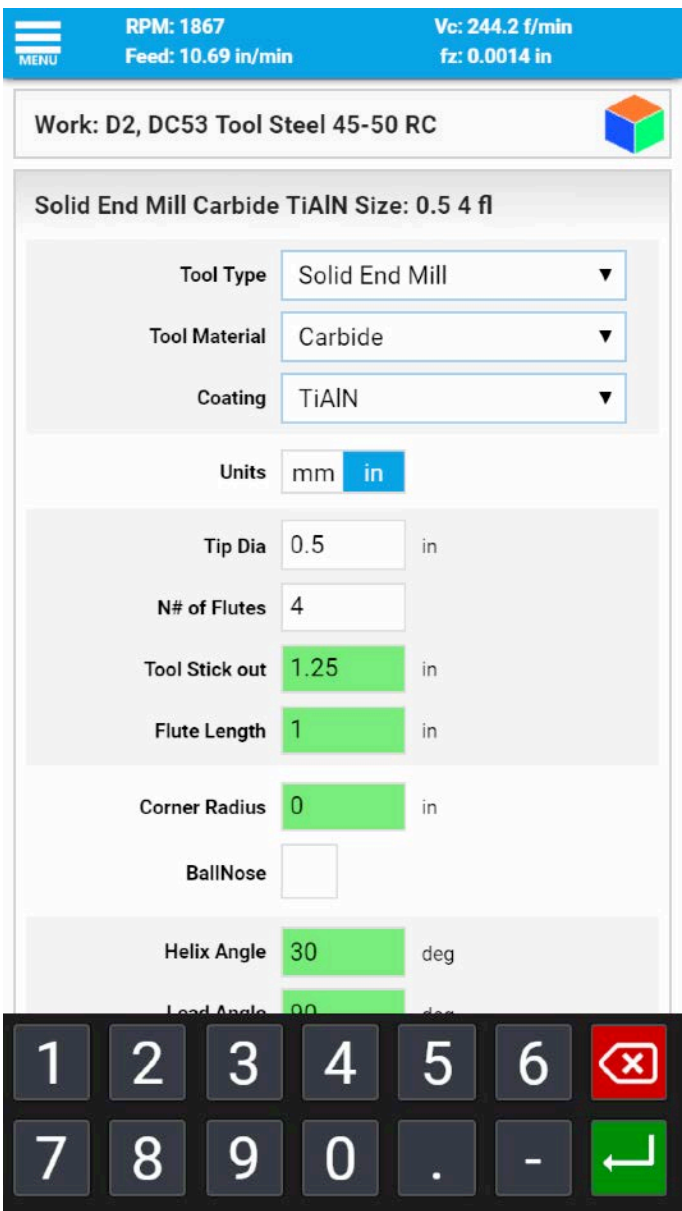 RPM: 1867
Vc: 244.2 f/min
MENU
Feed: 10.69 in/min
fz: 0.0014 in
Work: D2, DC53 Tool Steel 45-50 RC
Solid End Mill Carbide TiAlN Size: 0.5 4 fl
Tool Type Solid End Mill ▼
Tool Material Carbide ▼
Coating TiAlN ▼
Units mm in
Tip Dia 0.5 in
N# of Flutes 4
Tool Stick out 1.25 in
Flute Length 1 in
Corner Radius 0 in
BallNose
Helix Angle 30 deg
Lead Angle 90 deg
1 2 3 4 5 6
7 8 9 0 . -